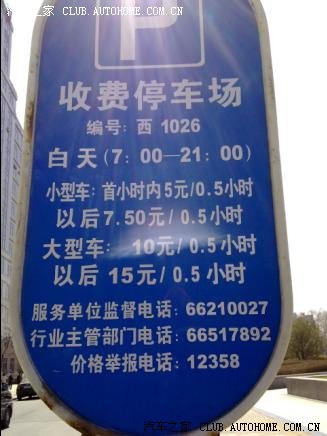 汽车之家 CLUB.AUTOHOME.COM.CN
P
收费停车场
编号: 西 1026
白天(7: 00—21: 00)
小型车: 首小时内5元/0.5小时
以后7.50元/0.5小时
大型车: 10元/0.5小时
以后15元/0.5小时
服务单位监督电话: 66210027
行业主管部门电话: 66517892
价格举报电话: 12358
汽车之家 CLUB.AUTOHOME.COM.CN